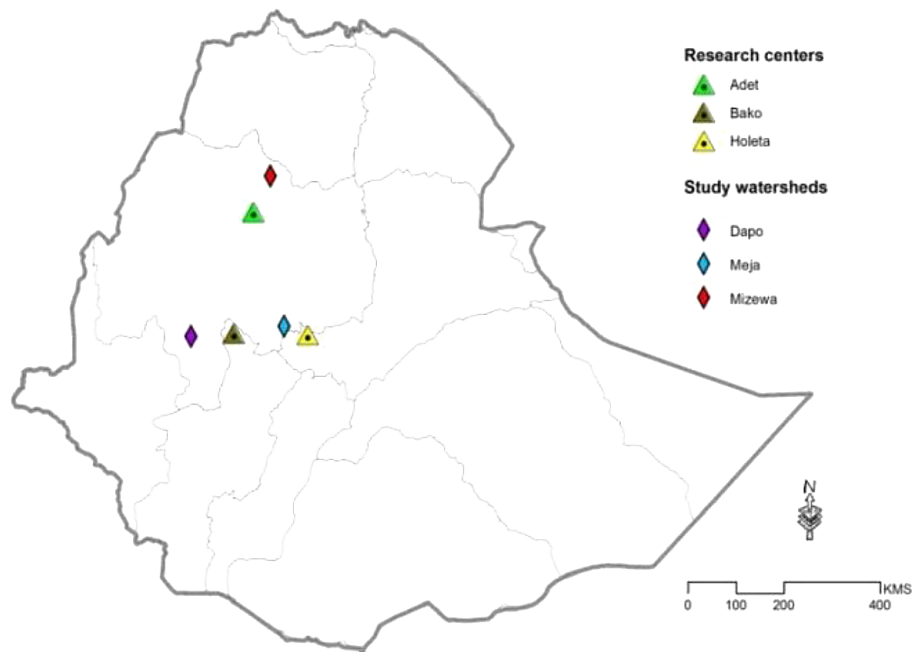 Research centers
Adet
Bako
Holeta
Study watersheds
Dapo
Meja
Mizewa
N
KMS
0 100 200 400